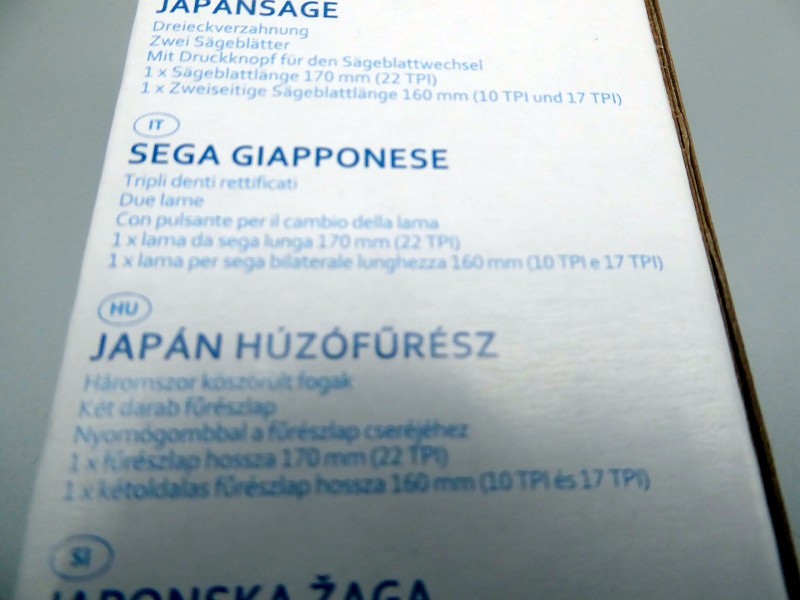 JAPANSÄGE
Dreieckverzahnung
Zwei Sägeblätter
Mit Druckknopf für den Sägeblattwechsel
1 x Sägeblattlänge 170 mm (22 TPI)
1 x Zweiseitige Sägeblattlänge 160 mm (10 TPI und 17 TPI)
IT
SEGA GIAPPONESE
Tripli denti rettificati
Due lame
Con pulsante per il cambio della lama
1 x lama da sega lunga 170 mm (22 TPI)
1 x lama per sega bilaterale lunghezza 160 mm (10 TPI e 17 TPI)
HU
JAPÁN HÚZÓFŰRÉSZ
Háromszor köszörült fogak
Két darab fűrészlap
Nyomógombbal a fűrészlap cseréjéhez
1 x fűrészlap hossza 170 mm (22 TPI)
1 x kétoldalas fűrészlap hossza 160 mm (10 TPI és 17 TPI)
SI
JAPONSKA ŽAGA